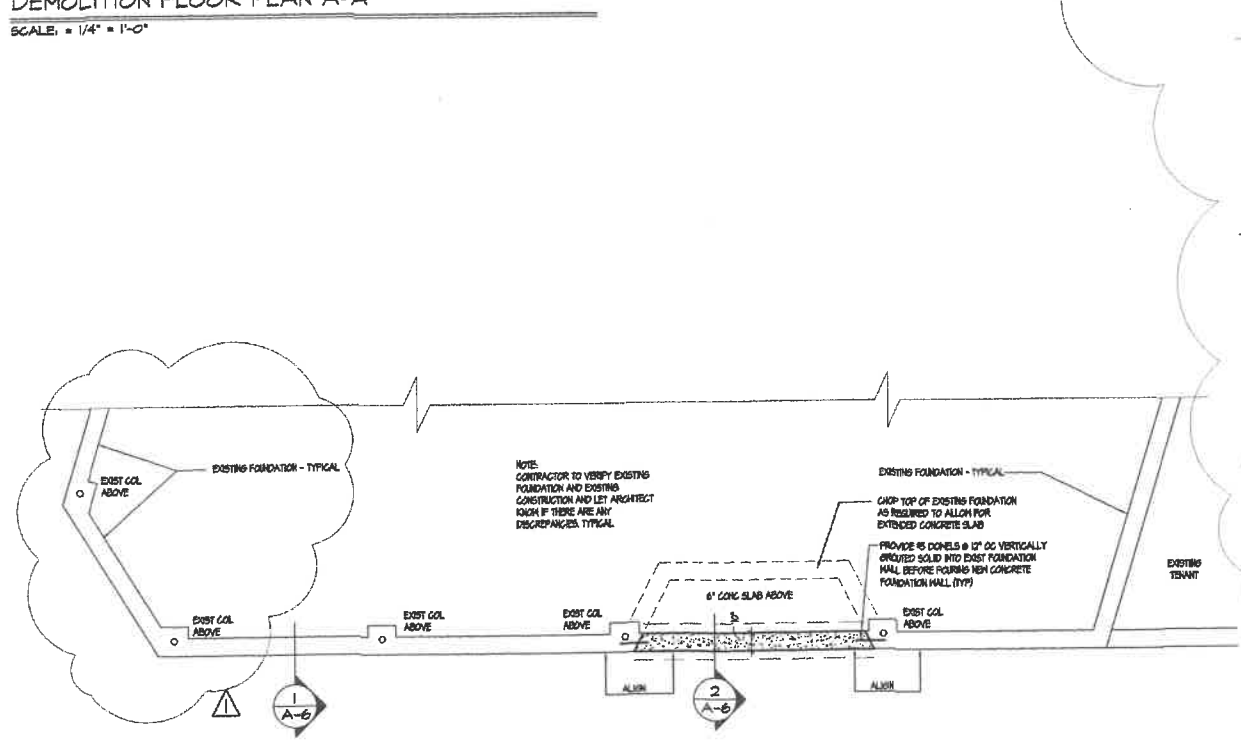 DEMOLITION FLOOR PLAN A-A
SCALE: = 1/4" = 1'-0"
EXISTING FOUNDATION - TYPICAL
EXIST COL
ABOVE
NOTE:
CONTRACTOR TO VERIFY EXISTING
FOUNDATION AND EXISTING
CONSTRUCTION AND LET ARCHITECT
KNOW IF THERE ARE ANY
DISCREPANCIES. TYPICAL
EXISTING FOUNDATION - TYPICAL
CHOP TOP OF EXISTING FOUNDATION
AS REQUIRED TO ALLOW FOR
EXTENDED CONCRETE SLAB
PROVIDE #5 DOWELS @ 12" OC VERTICALLY
GROUTED SOLID INTO EXIST FOUNDATION
WALL BEFORE POURING NEW CONCRETE
FOUNDATION WALL (TYP)
EXISTING
TENANT
6" CONC SLAB ABOVE
EXIST COL
ABOVE
EXIST COL
ABOVE
EXIST COL
ABOVE
EXIST COL
ABOVE
ALIGN
ALIGN
1
1
A-6
2
A-6